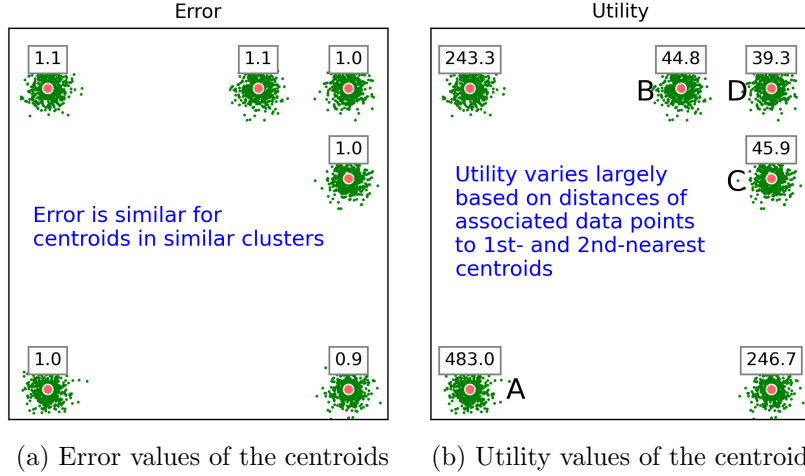 Error
1.1
1.1
1.0
1.0
Error is similar for
centroids in similar clusters
1.0
0.9
(a) Error values of the centroids
Utility
243.3
44.8
39.3
B
D
45.9
C
Utility varies largely
based on distances of
associated data points
to 1st- and 2nd-nearest
centroids
483.0
246.7
A
(b) Utility values of the centroid